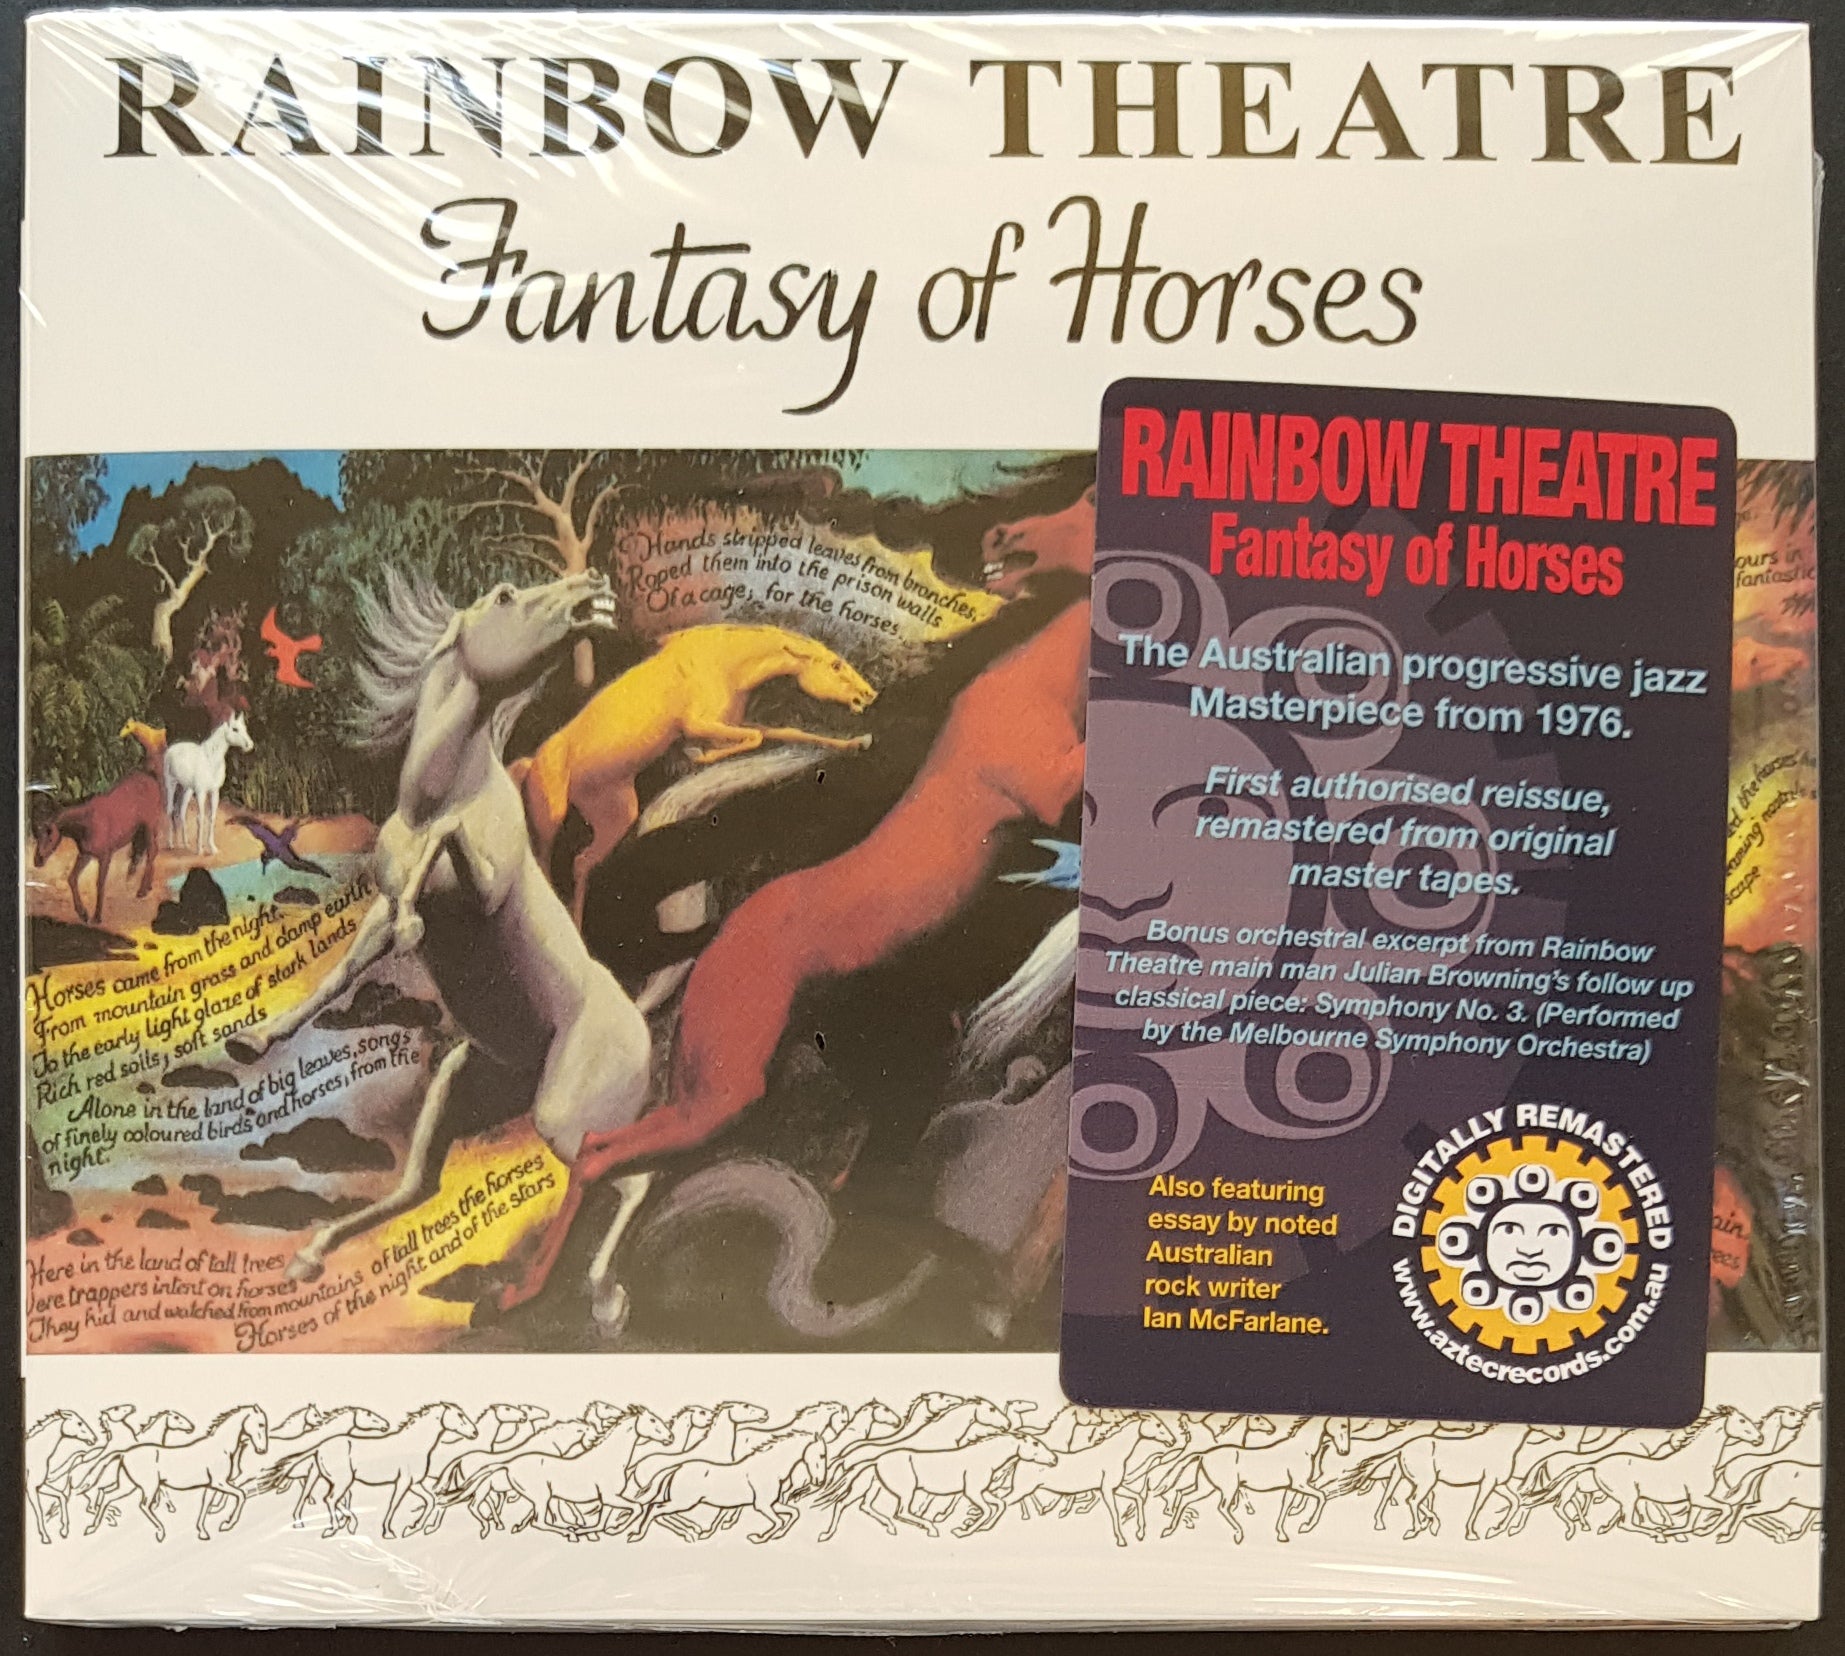 RAINBOW THEATRE
Fantasy of Horses
Hands stripped leaves from branches,
Roped them into the prison walls
Of a cage, for the horses.
Horses came from the night,
From mountain grass and damp earth
To the early light glaze of stark lands
Rich red soils, soft sands
Alone in the land of big leaves, songs
of finely coloured birds and horses, from the
night.
Here in the land of tall trees
ere trappers intent on horses
They hid and watched from mountains of tall trees the horses
Horses of the night and of the stars
ours in
fantastic
the horses
scape
RAINBOW THEATRE
Fantasy of Horses
The Australian progressive jazz
Masterpiece from 1976.
First authorised reissue,
remastered from original
master tapes.
Bonus orchestral excerpt from Rainbow
Theatre main man Julian Browning's follow up
classical piece: Symphony No. 3. (Performed
by the Melbourne Symphony Orchestra)
Also featuring
essay by noted
Australian
rock writer
Ian McFarlane.
DIGITALLY REMASTERED
www.aztecrecords.com.au